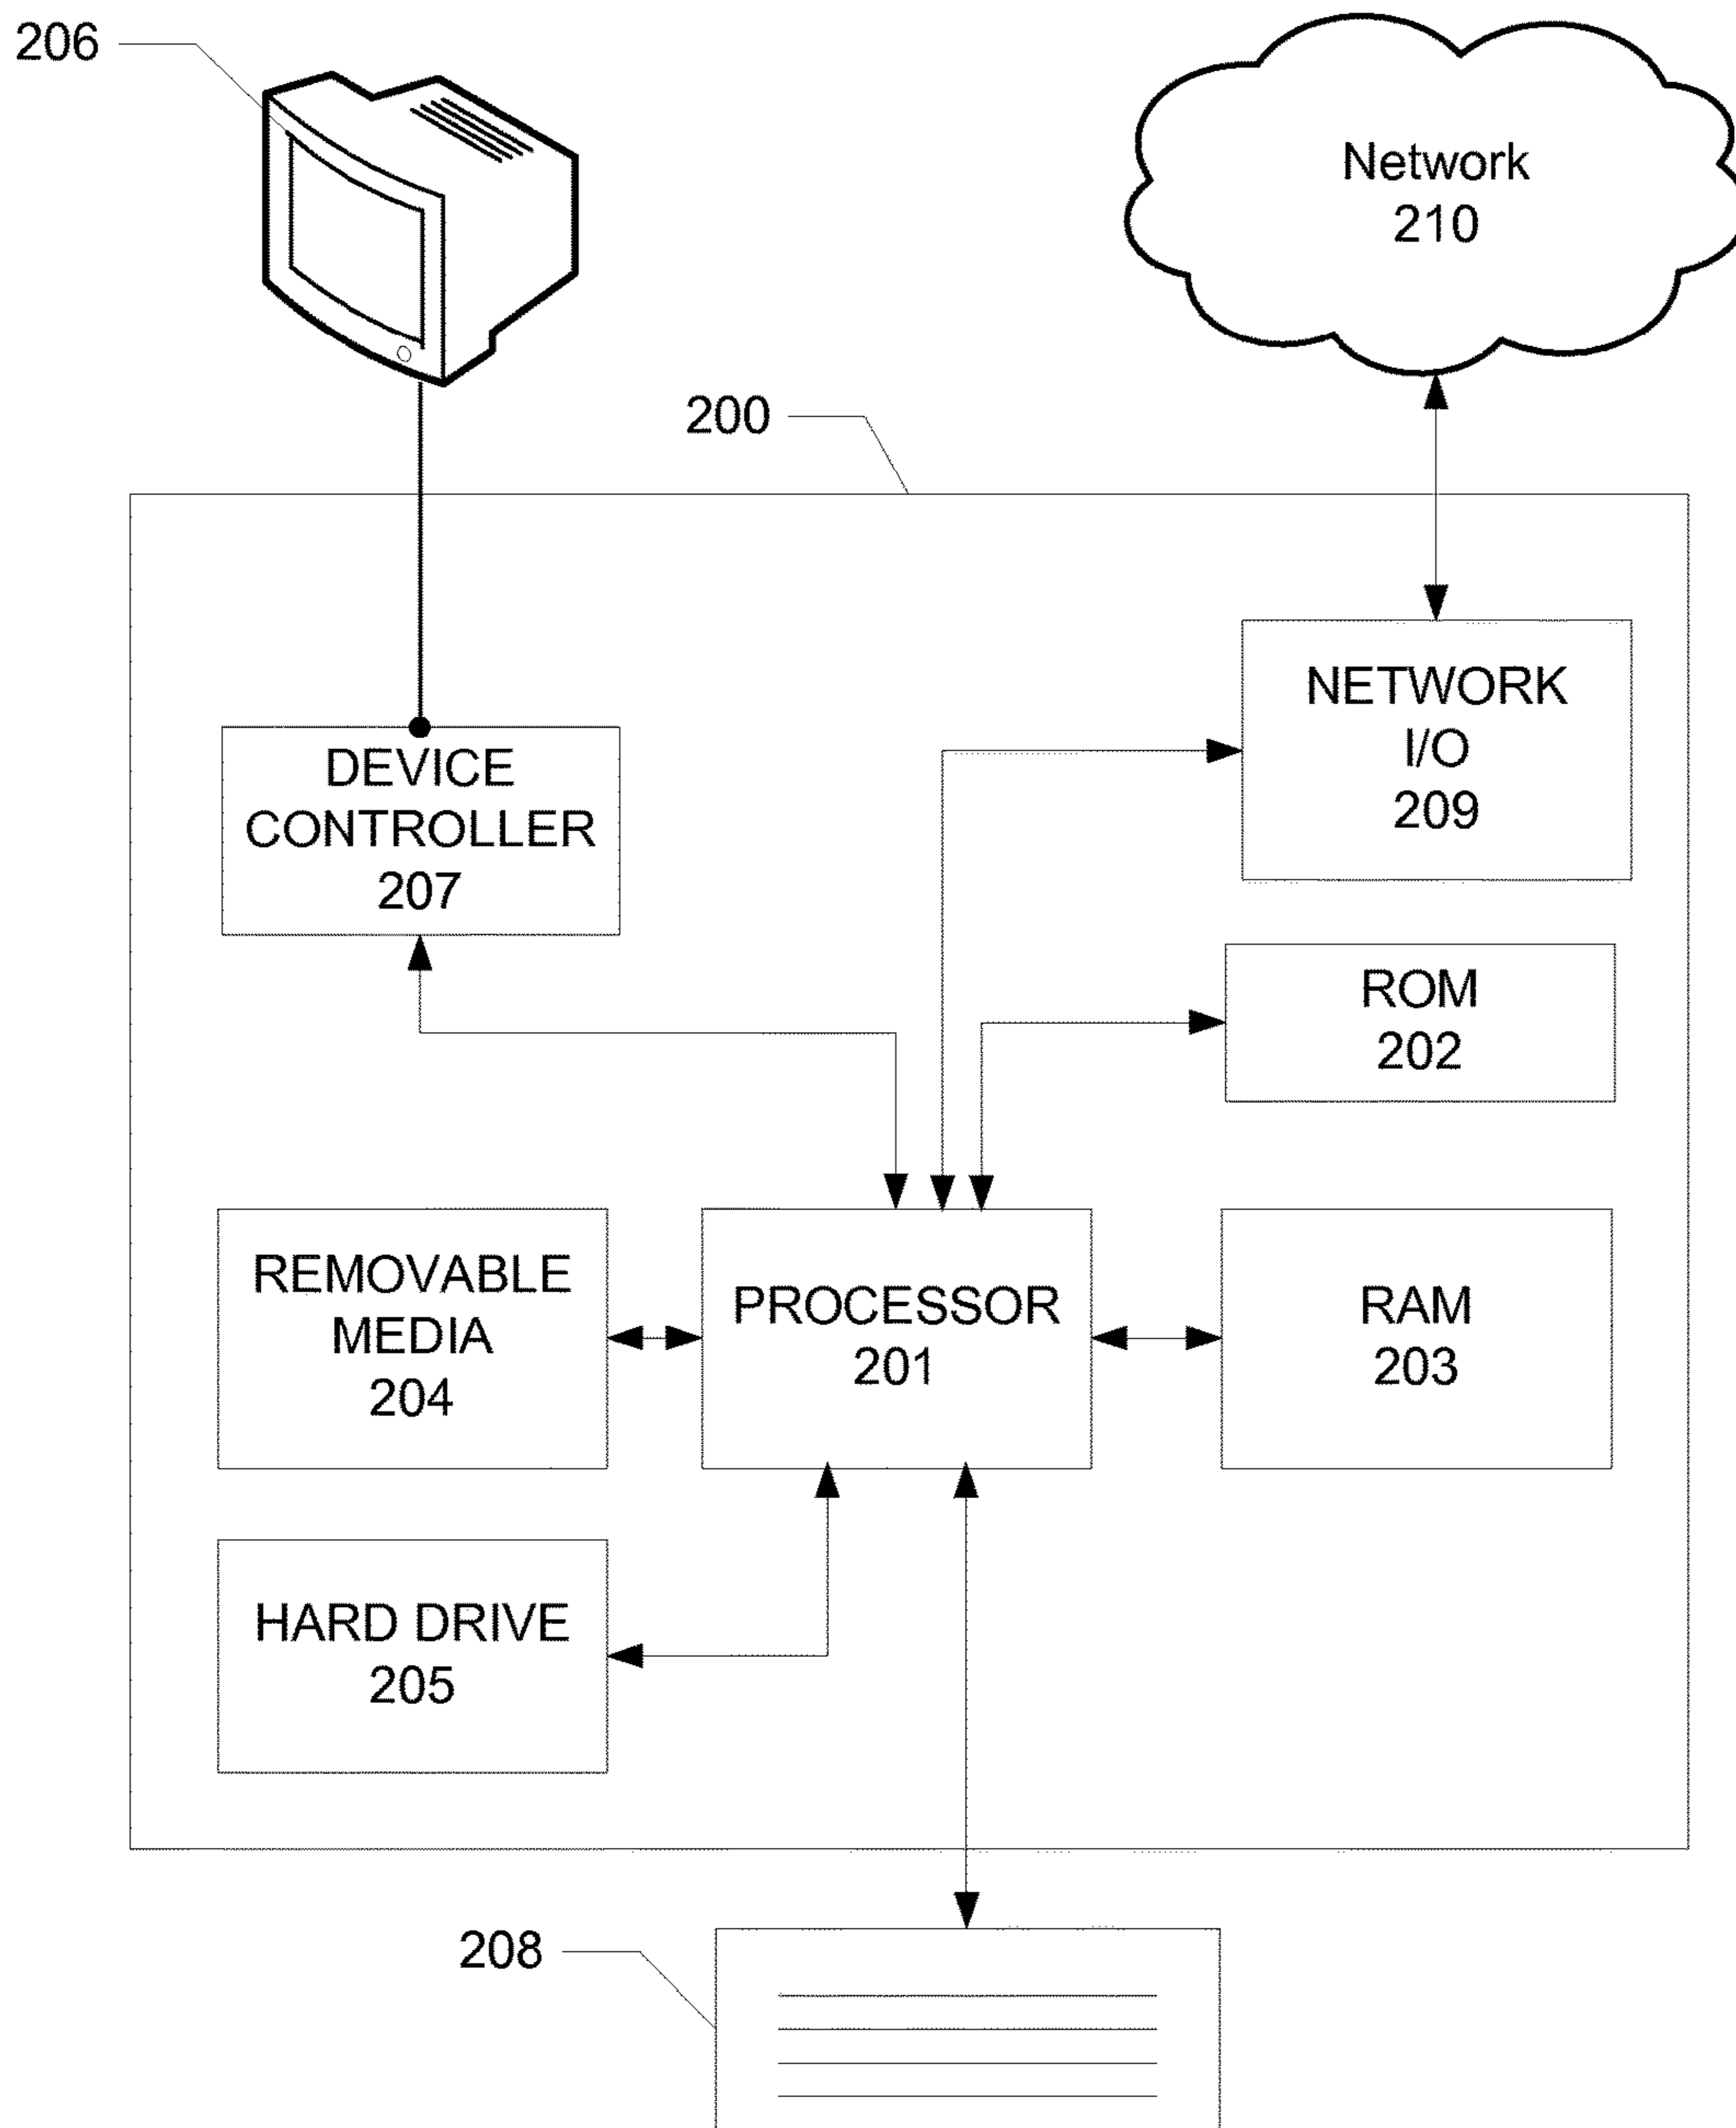 206
Network
210
200
NETWORK
I/O
209
DEVICE
CONTROLLER
207
ROM
202
REMOVABLE
MEDIA
204
PROCESSOR
201
RAM
203
HARD DRIVE
205
208